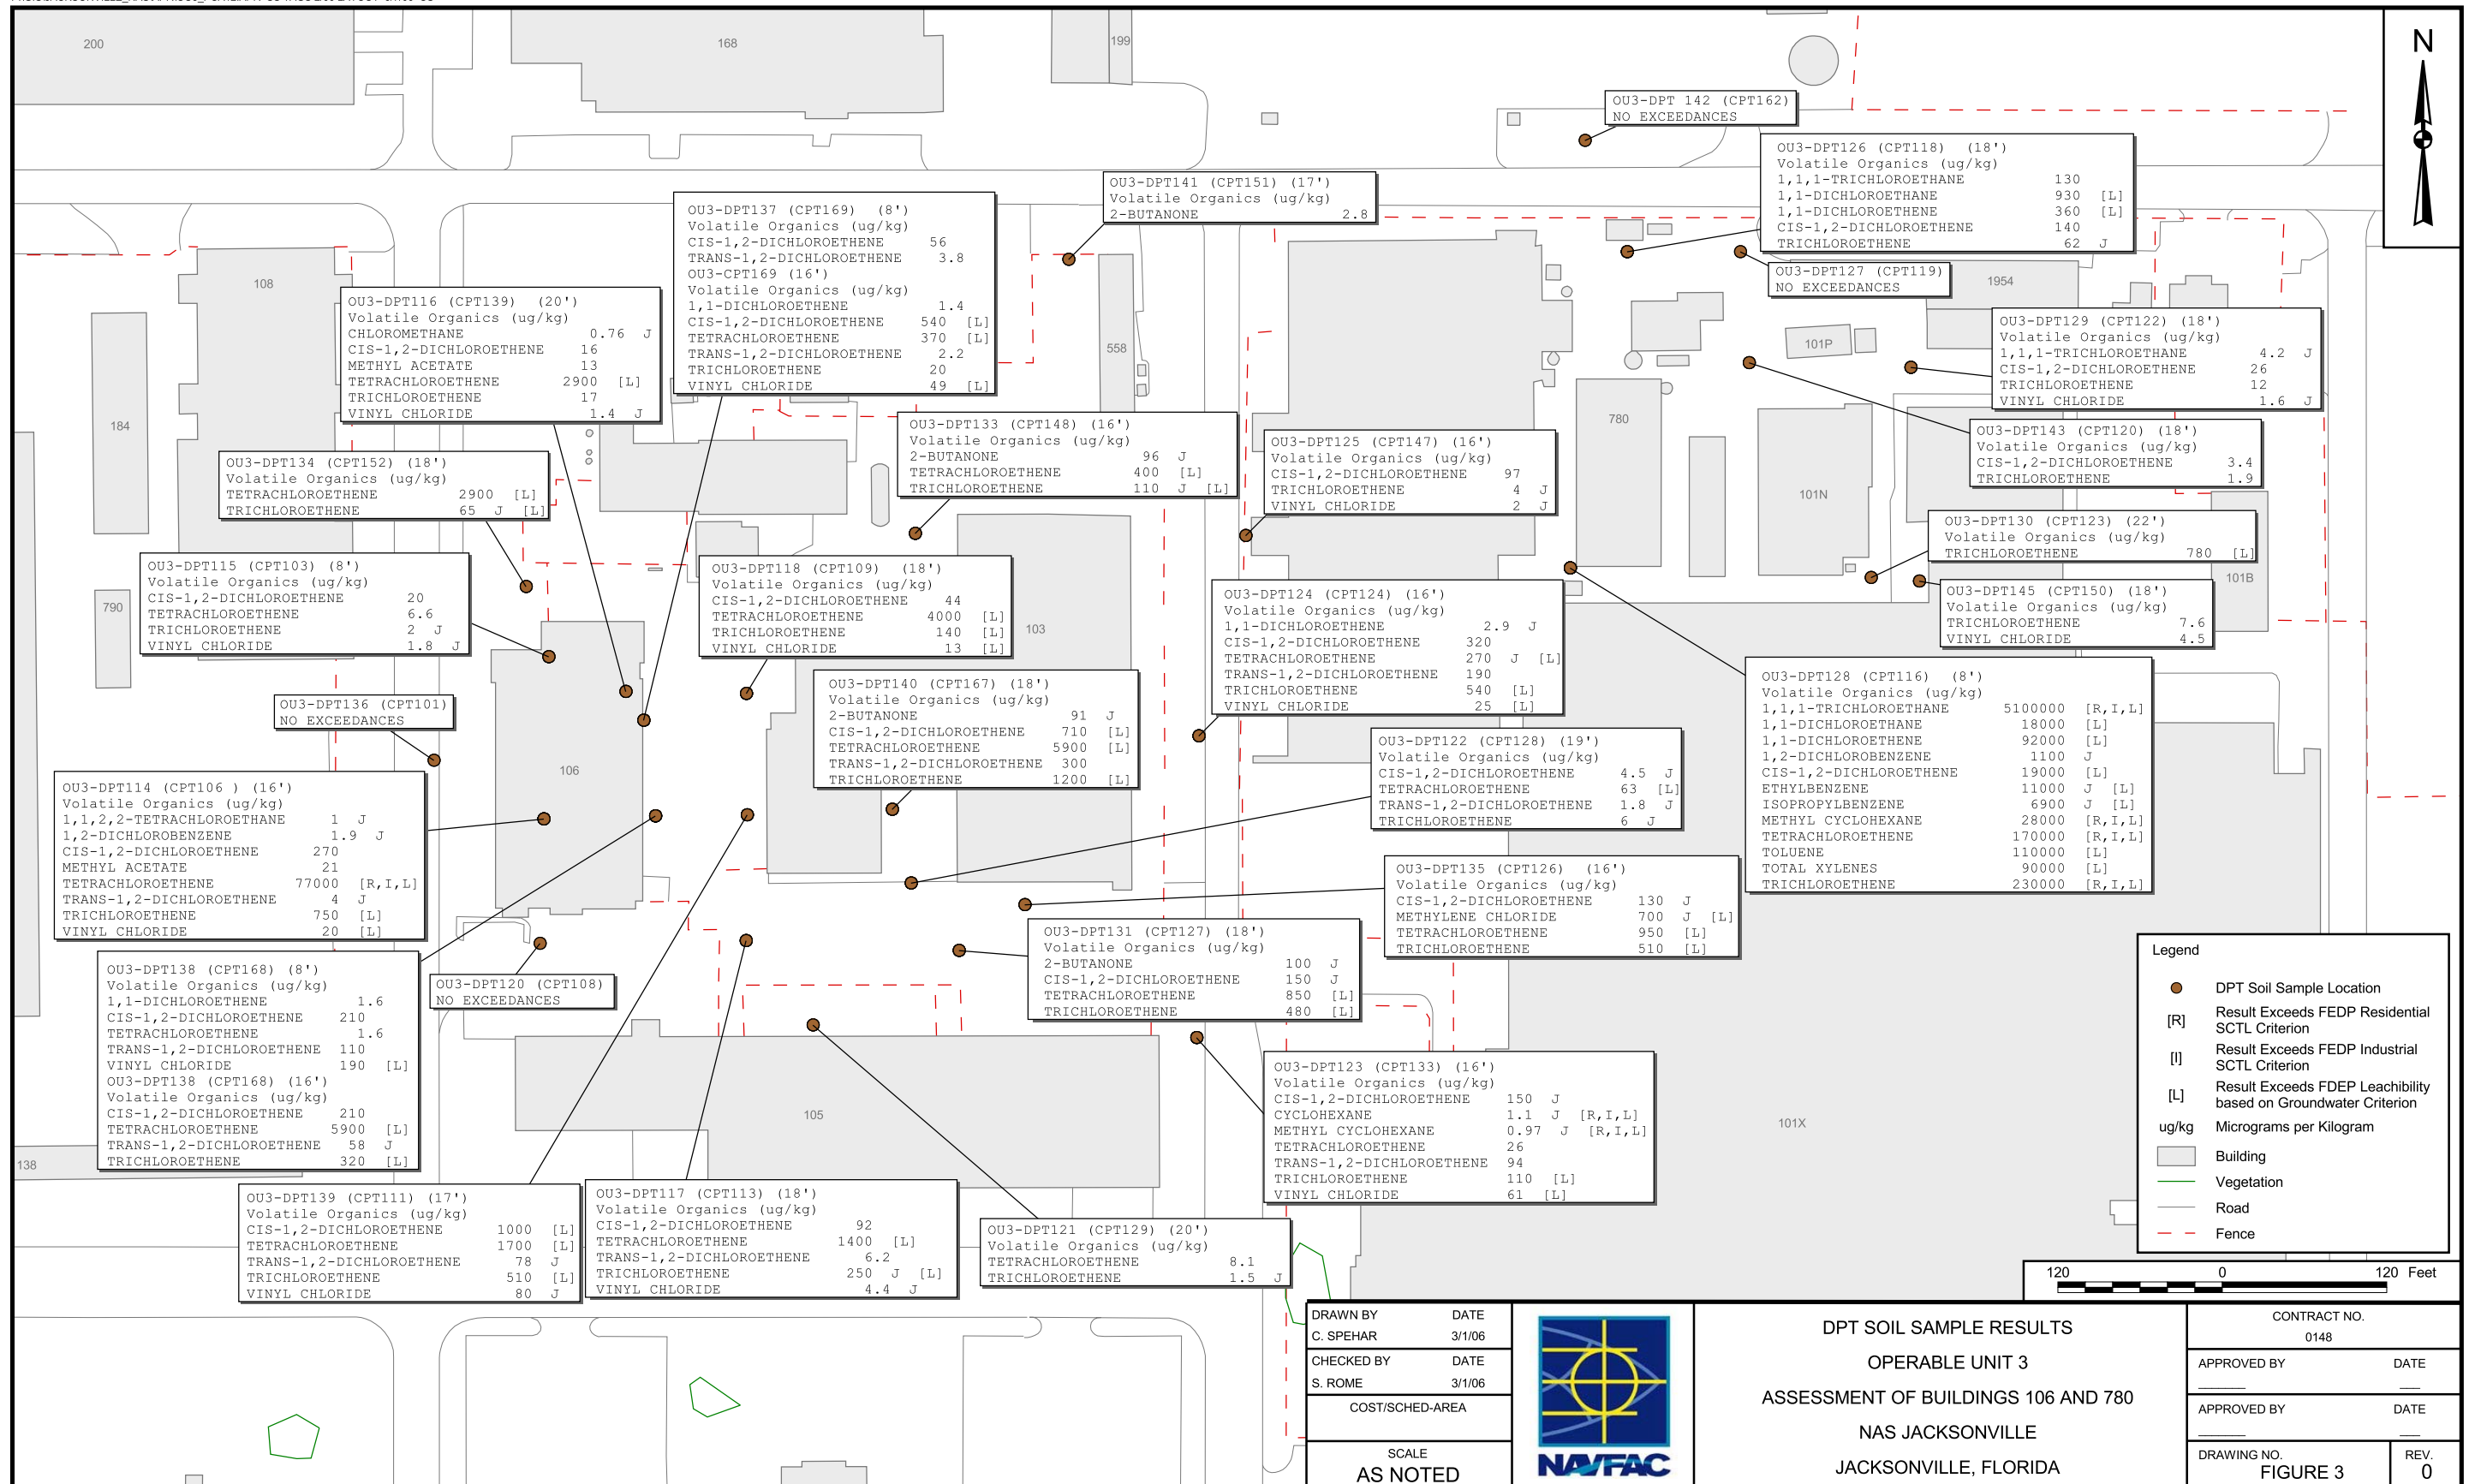 200
168
199
N
OU3-DPT 142 (CPT162)
NO EXCEEDANCES
OU3-DPT126 (CPT118) (18')
Volatile Organics (ug/kg)
1,1,1-TRICHLOROETHANE 130
1,1-DICHLOROETHANE 930 [L]
1,1-DICHLOROETHENE 360 [L]
CIS-1,2-DICHLOROETHENE 140
TRICHLOROETHENE 62 J
OU3-DPT141 (CPT151) (17')
Volatile Organics (ug/kg)
2-BUTANONE 2.8
OU3-DPT137 (CPT169) (8')
Volatile Organics (ug/kg)
CIS-1,2-DICHLOROETHENE 56
TRANS-1,2-DICHLOROETHENE 3.8
OU3-CPT169 (16')
Volatile Organics (ug/kg)
1,1-DICHLOROETHENE 1.4
CIS-1,2-DICHLOROETHENE 540 [L]
TETRACHLOROETHENE 370 [L]
TRANS-1,2-DICHLOROETHENE 2.2
TRICHLOROETHENE 20
VINYL CHLORIDE 49 [L]
OU3-DPT127 (CPT119)
NO EXCEEDANCES
1954
108
OU3-DPT116 (CPT139) (20')
Volatile Organics (ug/kg)
CHLOROMETHANE 0.76 J
CIS-1,2-DICHLOROETHENE 16
METHYL ACETATE 13
TETRACHLOROETHENE 2900 [L]
TRICHLOROETHENE 17
VINYL CHLORIDE 1.4 J
558
101P
OU3-DPT129 (CPT122) (18')
Volatile Organics (ug/kg)
1,1,1-TRICHLOROETHANE 4.2 J
CIS-1,2-DICHLOROETHENE 26
TRICHLOROETHENE 12
VINYL CHLORIDE 1.6 J
184
780
OU3-DPT133 (CPT148) (16')
Volatile Organics (ug/kg)
2-BUTANONE 96 J
TETRACHLOROETHENE 400 [L]
TRICHLOROETHENE 110 J [L]
OU3-DPT125 (CPT147) (16')
Volatile Organics (ug/kg)
CIS-1,2-DICHLOROETHENE 97
TRICHLOROETHENE 4 J
VINYL CHLORIDE 2 J
OU3-DPT143 (CPT120) (18')
Volatile Organics (ug/kg)
CIS-1,2-DICHLOROETHENE 3.4
TRICHLOROETHENE 1.9
OU3-DPT134 (CPT152) (18')
Volatile Organics (ug/kg)
TETRACHLOROETHENE 2900 [L]
TRICHLOROETHENE 65 J [L]
101N
OU3-DPT130 (CPT123) (22')
Volatile Organics (ug/kg)
TRICHLOROETHENE 780 [L]
101B
OU3-DPT115 (CPT103) (8')
Volatile Organics (ug/kg)
CIS-1,2-DICHLOROETHENE 20
TETRACHLOROETHENE 6.6
TRICHLOROETHENE 2 J
VINYL CHLORIDE 1.8 J
790
OU3-DPT118 (CPT109) (18')
Volatile Organics (ug/kg)
CIS-1,2-DICHLOROETHENE 44
TETRACHLOROETHENE 4000 [L]
TRICHLOROETHENE 140 [L]
VINYL CHLORIDE 13 [L]
103
OU3-DPT124 (CPT124) (16')
Volatile Organics (ug/kg)
1,1-DICHLOROETHENE 2.9 J
CIS-1,2-DICHLOROETHENE 320
TETRACHLOROETHENE 270 J [L]
TRANS-1,2-DICHLOROETHENE 190
TRICHLOROETHENE 540 [L]
VINYL CHLORIDE 25 [L]
OU3-DPT145 (CPT150) (18')
Volatile Organics (ug/kg)
TRICHLOROETHENE 7.6
VINYL CHLORIDE 4.5
OU3-DPT136 (CPT101)
NO EXCEEDANCES
OU3-DPT140 (CPT167) (18')
Volatile Organics (ug/kg)
2-BUTANONE 91 J
CIS-1,2-DICHLOROETHENE 710 [L]
TETRACHLOROETHENE 5900 [L]
TRANS-1,2-DICHLOROETHENE 300
TRICHLOROETHENE 1200 [L]
OU3-DPT128 (CPT116) (8')
Volatile Organics (ug/kg)
1,1,1-TRICHLOROETHANE 5100000 [R,I,L]
1,1-DICHLOROETHANE 18000 [L]
1,1-DICHLOROETHENE 92000 [L]
1,2-DICHLOROBENZENE 1100 J
CIS-1,2-DICHLOROETHENE 19000 [L]
ETHYLBENZENE 11000 J [L]
ISOPROPYLBENZENE 6900 J [L]
METHYL CYCLOHEXANE 28000 [R,I,L]
TETRACHLOROETHENE 170000 [R,I,L]
TOLUENE 110000 [L]
TOTAL XYLENES 90000 [L]
TRICHLOROETHENE 230000 [R,I,L]
106
OU3-DPT122 (CPT128) (19')
Volatile Organics (ug/kg)
CIS-1,2-DICHLOROETHENE 4.5 J
TETRACHLOROETHENE 63 [L]
TRANS-1,2-DICHLOROETHENE 1.8 J
TRICHLOROETHENE 6 J
OU3-DPT114 (CPT106 ) (16')
Volatile Organics (ug/kg)
1,1,2,2-TETRACHLOROETHANE 1 J
1,2-DICHLOROBENZENE 1.9 J
CIS-1,2-DICHLOROETHENE 270
METHYL ACETATE 21
TETRACHLOROETHENE 77000 [R,I,L]
TRANS-1,2-DICHLOROETHENE 4 J
TRICHLOROETHENE 750 [L]
VINYL CHLORIDE 20 [L]
OU3-DPT135 (CPT126) (16')
Volatile Organics (ug/kg)
CIS-1,2-DICHLOROETHENE 130 J
METHYLENE CHLORIDE 700 J [L]
TETRACHLOROETHENE 950 [L]
TRICHLOROETHENE 510 [L]
OU3-DPT131 (CPT127) (18')
Volatile Organics (ug/kg)
2-BUTANONE 100 J
CIS-1,2-DICHLOROETHENE 150 J
TETRACHLOROETHENE 850 [L]
TRICHLOROETHENE 480 [L]
OU3-DPT138 (CPT168) (8')
Volatile Organics (ug/kg)
1,1-DICHLOROETHENE 1.6
CIS-1,2-DICHLOROETHENE 210
TETRACHLOROETHENE 1.6
TRANS-1,2-DICHLOROETHENE 110
VINYL CHLORIDE 190 [L]
OU3-DPT138 (CPT168) (16')
Volatile Organics (ug/kg)
CIS-1,2-DICHLOROETHENE 210
TETRACHLOROETHENE 5900 [L]
TRANS-1,2-DICHLOROETHENE 58 J
TRICHLOROETHENE 320 [L]
OU3-DPT120 (CPT108)
NO EXCEEDANCES
105
138
101X
OU3-DPT123 (CPT133) (16')
Volatile Organics (ug/kg)
CIS-1,2-DICHLOROETHENE 150 J
CYCLOHEXANE 1.1 J [R,I,L]
METHYL CYCLOHEXANE 0.97 J [R,I,L]
TETRACHLOROETHENE 26
TRANS-1,2-DICHLOROETHENE 94
TRICHLOROETHENE 110 [L]
VINYL CHLORIDE 61 [L]
OU3-DPT139 (CPT111) (17')
Volatile Organics (ug/kg)
CIS-1,2-DICHLOROETHENE 1000 [L]
TETRACHLOROETHENE 1700 [L]
TRANS-1,2-DICHLOROETHENE 78 J
TRICHLOROETHENE 510 [L]
VINYL CHLORIDE 80 J
OU3-DPT117 (CPT113) (18')
Volatile Organics (ug/kg)
CIS-1,2-DICHLOROETHENE 92
TETRACHLOROETHENE 1400 [L]
TRANS-1,2-DICHLOROETHENE 6.2
TRICHLOROETHENE 250 J [L]
VINYL CHLORIDE 4.4 J
OU3-DPT121 (CPT129) (20')
Volatile Organics (ug/kg)
TETRACHLOROETHENE 8.1
TRICHLOROETHENE 1.5 J
Legend
DPT Soil Sample Location
[R] Result Exceeds FEDP Residential
SCTL Criterion
[I] Result Exceeds FEDP Industrial
SCTL Criterion
[L] Result Exceeds FDEP Leachibility
based on Groundwater Criterion
ug/kg Micrograms per Kilogram
Building
Vegetation
Road
Fence
120 0 120 Feet
DRAWN BY DATE
C. SPEHAR 3/1/06
CHECKED BY DATE
S. ROME 3/1/06
COST/SCHED-AREA
SCALE
AS NOTED
NAVFAC
DPT SOIL SAMPLE RESULTS
OPERABLE UNIT 3
ASSESSMENT OF BUILDINGS 106 AND 780
NAS JACKSONVILLE
JACKSONVILLE, FLORIDA
CONTRACT NO.
0148
APPROVED BY DATE
APPROVED BY DATE
DRAWING NO. REV.
FIGURE 3 0